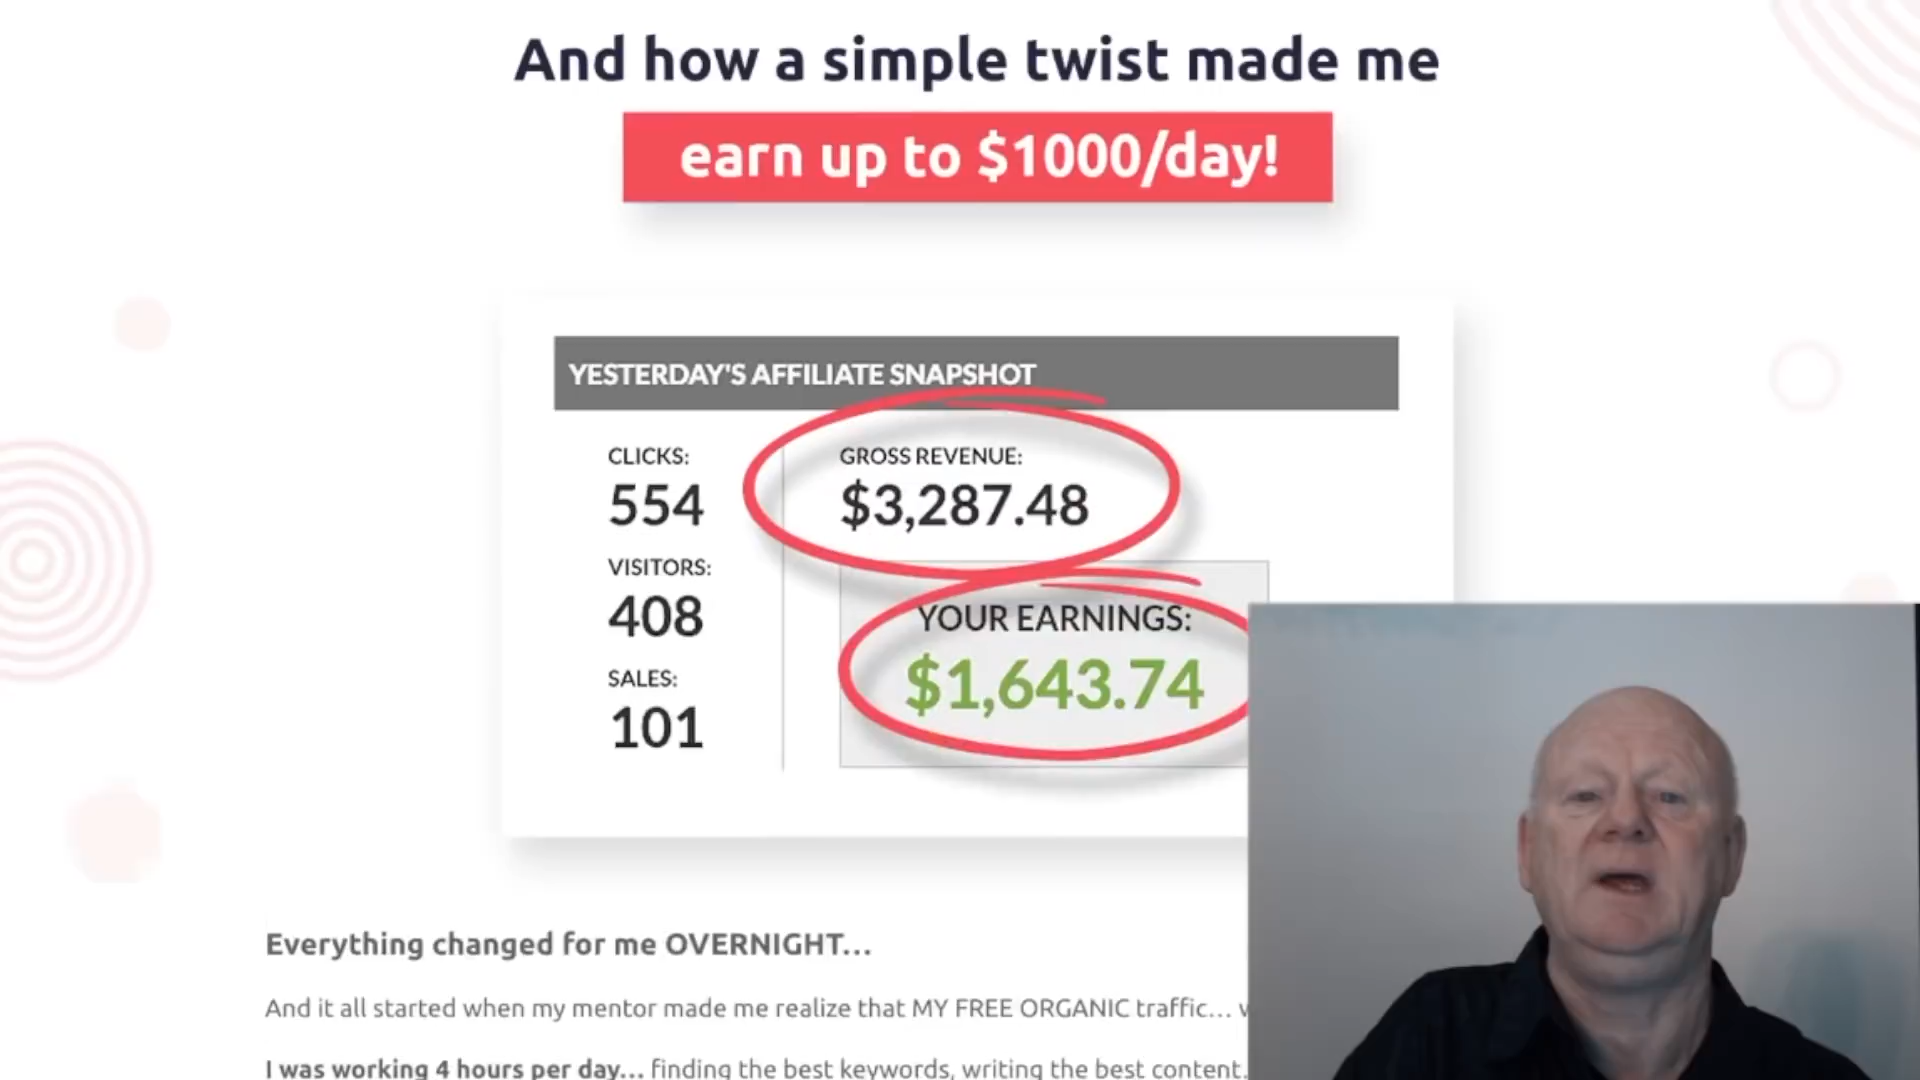 And how a simple twist made me
earn up to $1000/day!
YESTERDAY'S AFFILIATE SNAPSHOT
CLICKS:
554
GROSS REVENUE:
$3,287.48
VISITORS:
408
YOUR EARNINGS:
$1,643.74
SALES:
101
Everything changed for me OVERNIGHT...
And it all started when my mentor made me realize that MY FREE ORGANIC traffic...
I was working 4 hours per day... finding the best keywords, writing the best content.